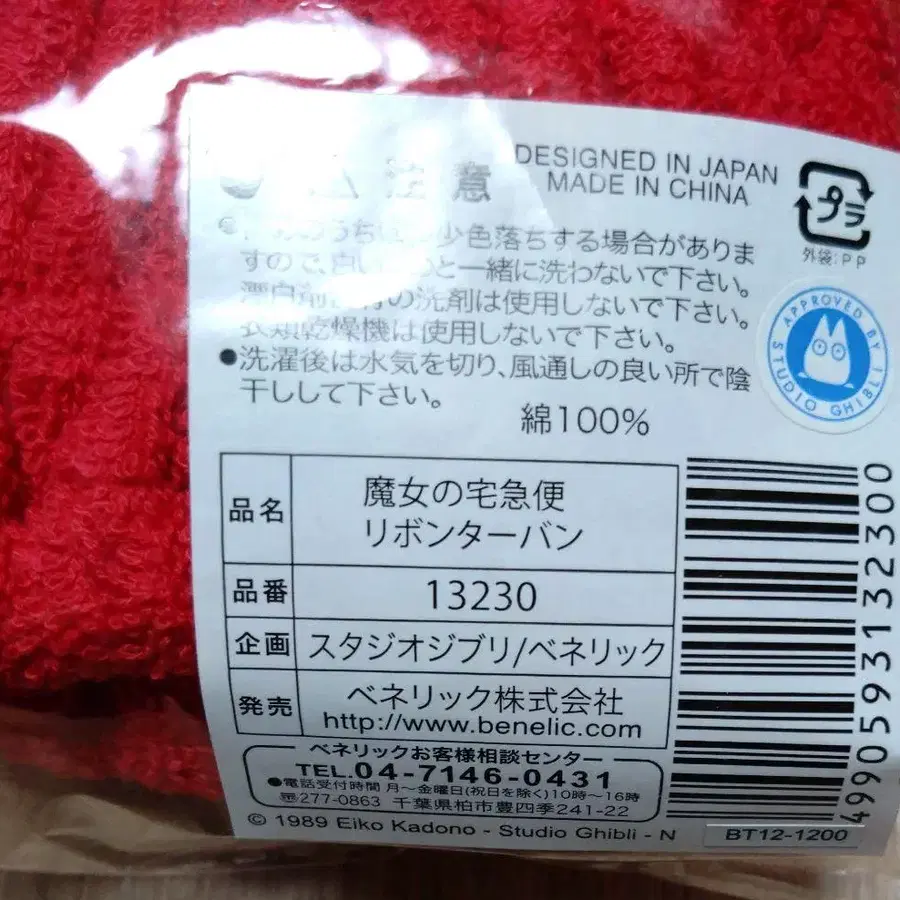 注意
DESIGNED IN JAPAN
MADE IN CHINA
プラ
外袋:PP
色落ちする場合がありま
すので、白い と一緒に洗わないで下さい。
の洗剤は使用しないで下さい。
衣類乾燥機は使用しないで下さい。
●洗濯後は水気を切り、風通しの良い所で陰
干しして下さい。
綿100%
APPROVED BY
STUDIO GHIBLI
品名 魔女の宅急便
リボンターバン
品番 13230
企画 スタジオジブリ/ベネリック
発売 ベネリック株式会社
http://www.benelic.com
ベネリックお客様相談センター
TEL.04-7146-0431
●電話受付時間 月~金曜日(祝日を除く)10時~16時
〒277-0863 千葉県柏市豊四季241-22
© 1989 Eiko Kadono - Studio Ghibli - N
BT12-1200
4990593132300